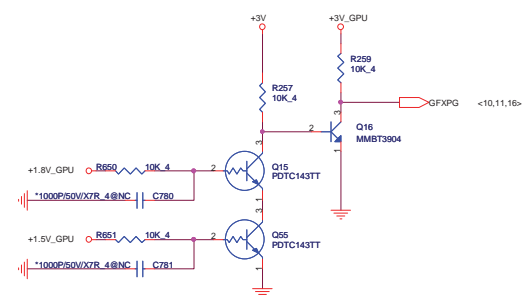 +3V
+3V_GPU
R257
10K_4
R259
10K_4
GFXPG
<10,11,16>
3
2
1
Q16
MMBT3904
3
+1.8V_GPU
R650
10K_4
2
Q15
PDTC143TT
*1000P/50V/X7R_4@NC
C780
1
3
+1.5V_GPU
R651
10K_4
2
Q55
PDTC143TT
*1000P/50V/X7R_4@NC
C781
1